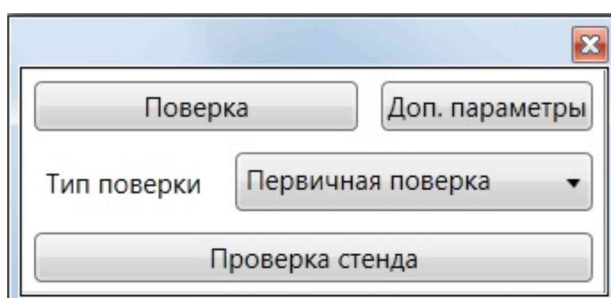 Поверка Доп. параметры
Тип поверки Первичная поверка
Проверка стенда